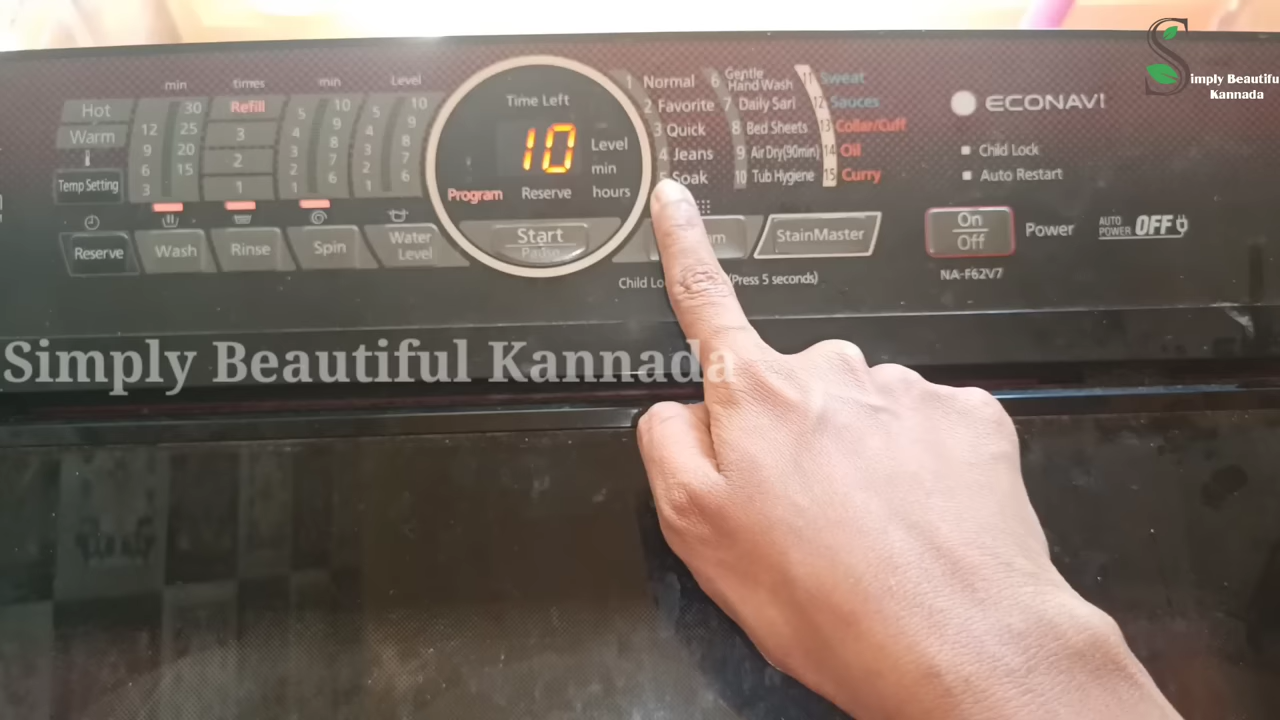 min times min Level
Hot
Warm
Temp Setting
Reserve
30
12 25
9 20
6 15
3
Refill
3
2
1
5 10
4 9
3 8
2 7
1 6
5 10
4 9
3 8
2 7
1 6
Wash
Rinse
Spin
Water
Level
Time Left
10
Level
min
hours
Program Reserve
Start
Pause
1 Normal
2 Favorite
3 Quick
4 Jeans
5 Soak
6 Gentle
Hand Wash
7 Daily Sari
8 Bed Sheets
9 Air Dry(90min)
10 Tub Hygiene
11 Sweat
12 Sauces
13 Collar/Cuff
14 Oil
15 Curry
StainMaster
(Press 5 seconds)
ECONAVI
Child Lock
Auto Restart
On
Off
Power
AUTO
POWER OFF
NA-F62V7
Simply Beautiful Kannada
Simply Beautifu
Kannada